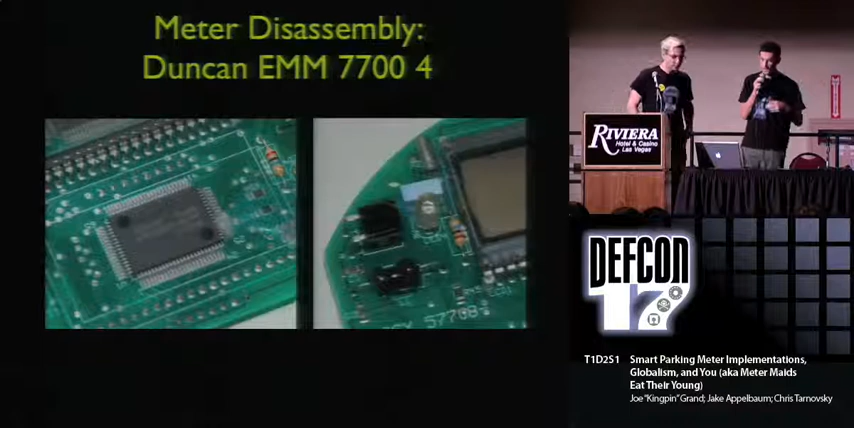 Meter Disassembly:
Duncan EMM 7700 4
RIVIERA
Hotel & Casino
Las Vegas
DEFCON
17
T1D2S1 Smart Parking Meter Implementations,
Globalism, and You (aka Meter Maids
Eat Their Young)
Joe "Kingpin" Grand; Jake Appelbaum; Chris Tarnovsky